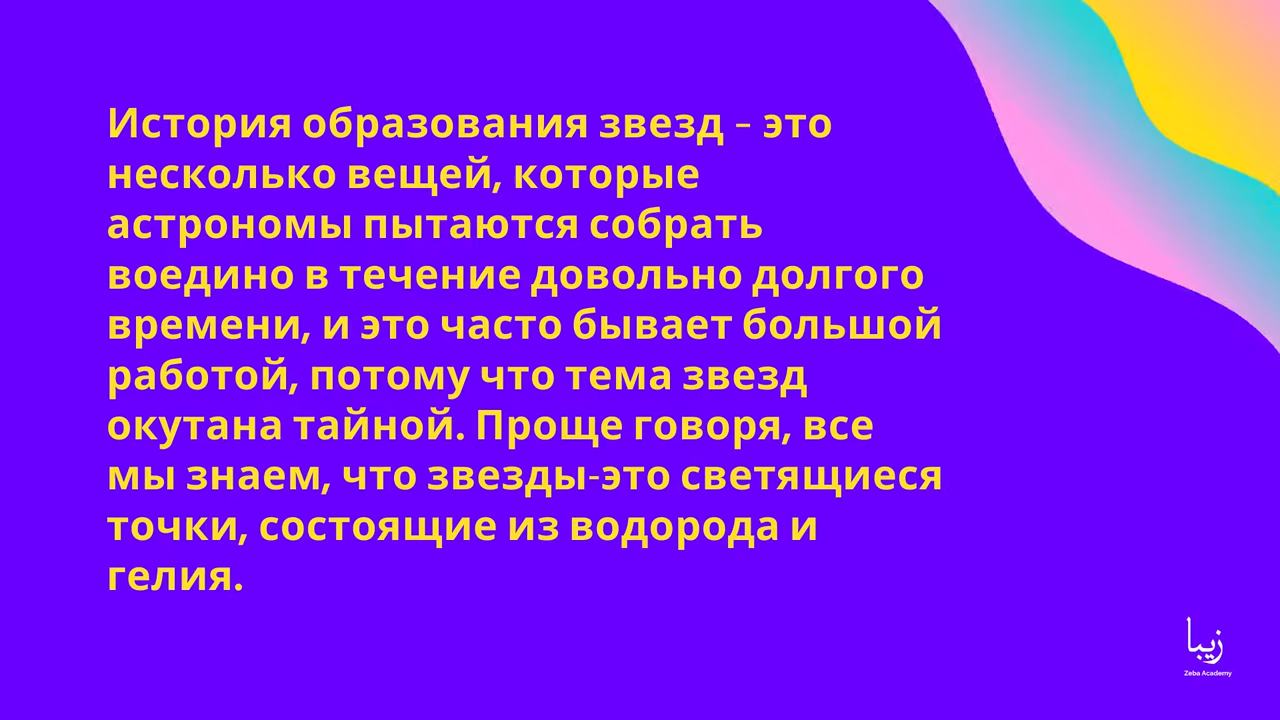 История образования звезд – это
несколько вещей, которые
астрономы пытаются собрать
воедино в течение довольно долгого
времени, и это часто бывает большой
работой, потому что тема звезд
окутана тайной. Проще говоря, все
мы знаем, что звезды-это светящиеся
точки, состоящие из водорода и
гелия.
زیبا
Zeba Academy